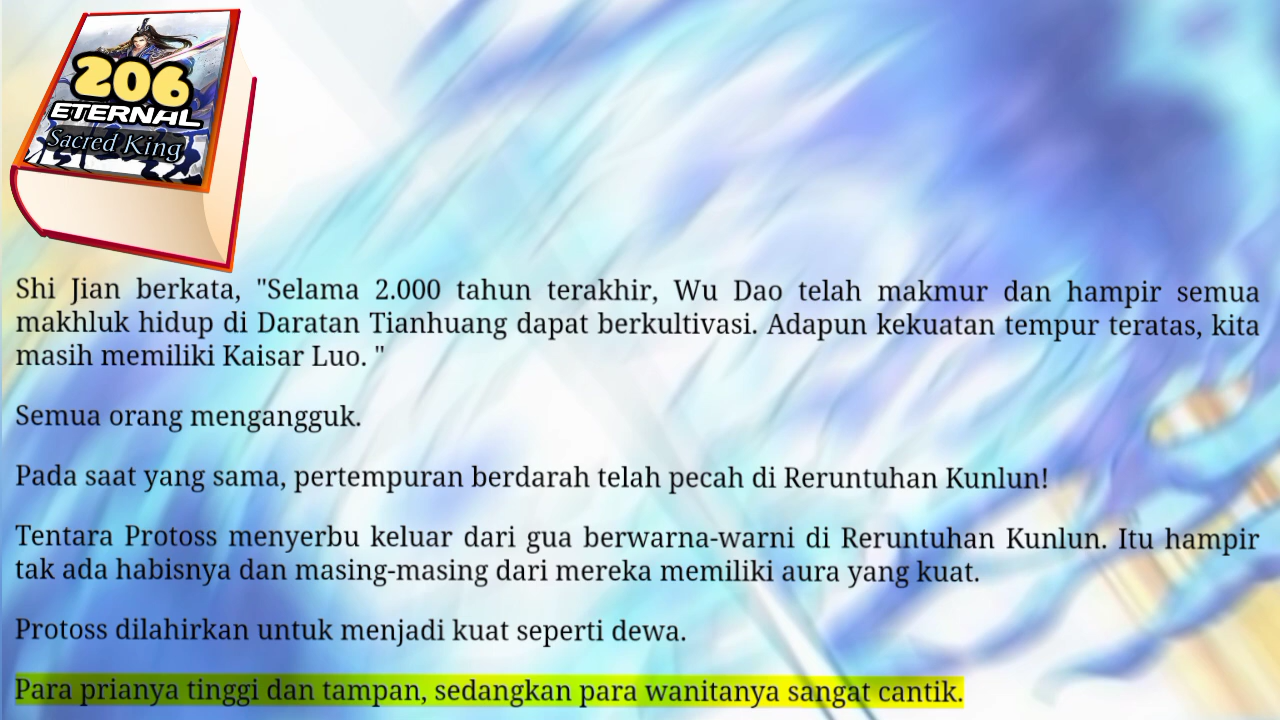 206
ETERNAL
Sacred King
Shi Jian berkata, "Selama 2.000 tahun terakhir, Wu Dao telah makmur dan hampir semua
makhluk hidup di Daratan Tianhuang dapat berkultivasi. Adapun kekuatan tempur teratas, kita
masih memiliki Kaisar Luo. "
Semua orang mengangguk.
Pada saat yang sama, pertempuran berdarah telah pecah di Reruntuhan Kunlun!
Tentara Protoss menyerbu keluar dari gua berwarna-warni di Reruntuhan Kunlun. Itu hampir
tak ada habisnya dan masing-masing dari mereka memiliki aura yang kuat.
Protoss dilahirkan untuk menjadi kuat seperti dewa.
Para prianya tinggi dan tampan, sedangkan para wanitanya sangat cantik.